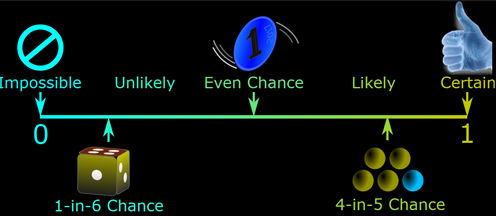 Impossible
Unlikely
Even Chance
Likely
Certain
1
0
1
1-in-6 Chance
4-in-5 Chance